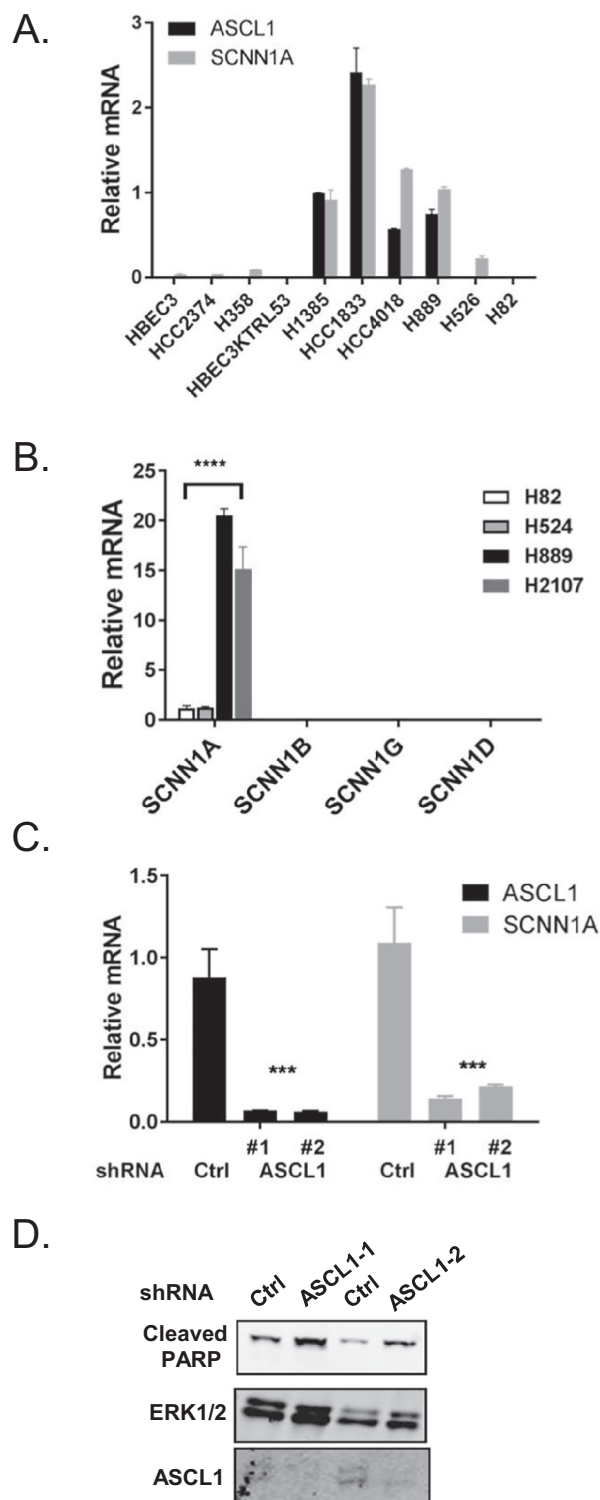 A.
ASCL1
SCNN1A
Relative mRNA
3
2
1
0
HBEC3
HCC2374
H358
HBEC3KTRL53
H1385
HCC1833
HCC4018
H889
H526
H82
B.
****
Relative mRNA
25
20
15
10
5
0
H82
H524
H889
H2107
SCNN1A
SCNN1B
SCNN1G
SCNN1D
C.
ASCL1
SCNN1A
Relative mRNA
1.5
1.0
0.5
0.0
*** ***
#1 #2 #1 #2
shRNA Ctrl ASCL1 Ctrl ASCL1
D.
shRNA Ctrl ASCL1-1 Ctrl ASCL1-2
Cleaved
PARP
ERK1/2
ASCL1